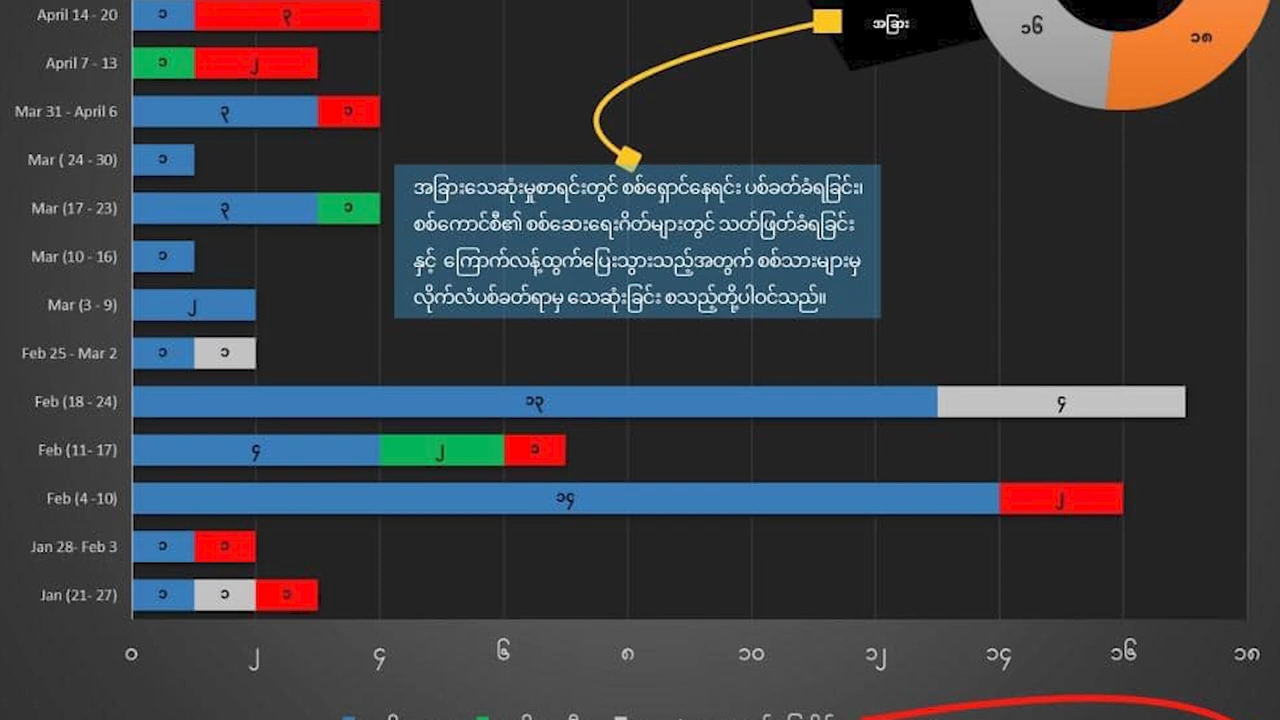 April 14 - 20 ၁ ၃
အခြား
၁၆ ၁၈
April 7 - 13 ၁ ၂
Mar 31 - April 6 ၃ ၁
Mar ( 24 - 30) ၁
Mar (17 - 23) ၃ ၁
Mar (10 - 16) ၁
Mar (3 - 9) ၂
အခြားသေဆုံးမှုစာရင်းတွင် စစ်ရှောင်နေရင်း ပစ်ခတ်ခံရခြင်း၊
စစ်ကောင်စီ၏ စစ်ဆေးရေးဂိတ်များတွင် သတ်ဖြတ်ခံရခြင်း
နှင့် ကြောက်လန့်ထွက်ပြေးသွားသည့်အတွက် စစ်သားများမှ
လိုက်လံပစ်ခတ်ရာမှ သေဆုံးခြင်း စသည့်တို့ပါဝင်သည်။
Feb 25 - Mar 2 ၁ ၁
Feb (18 - 24) ၁၃ ၄
Feb (11- 17) ၄ ၂ ၁
Feb (4 -10) ၁၄ ၂
Jan 28- Feb 3 ၁ ၁
Jan (21- 27) ၁ ၁ ၁
၀ ၂ ၄ ၆ ၈ ၁၀ ၁၂ ၁၄ ၁၆ ၁၈